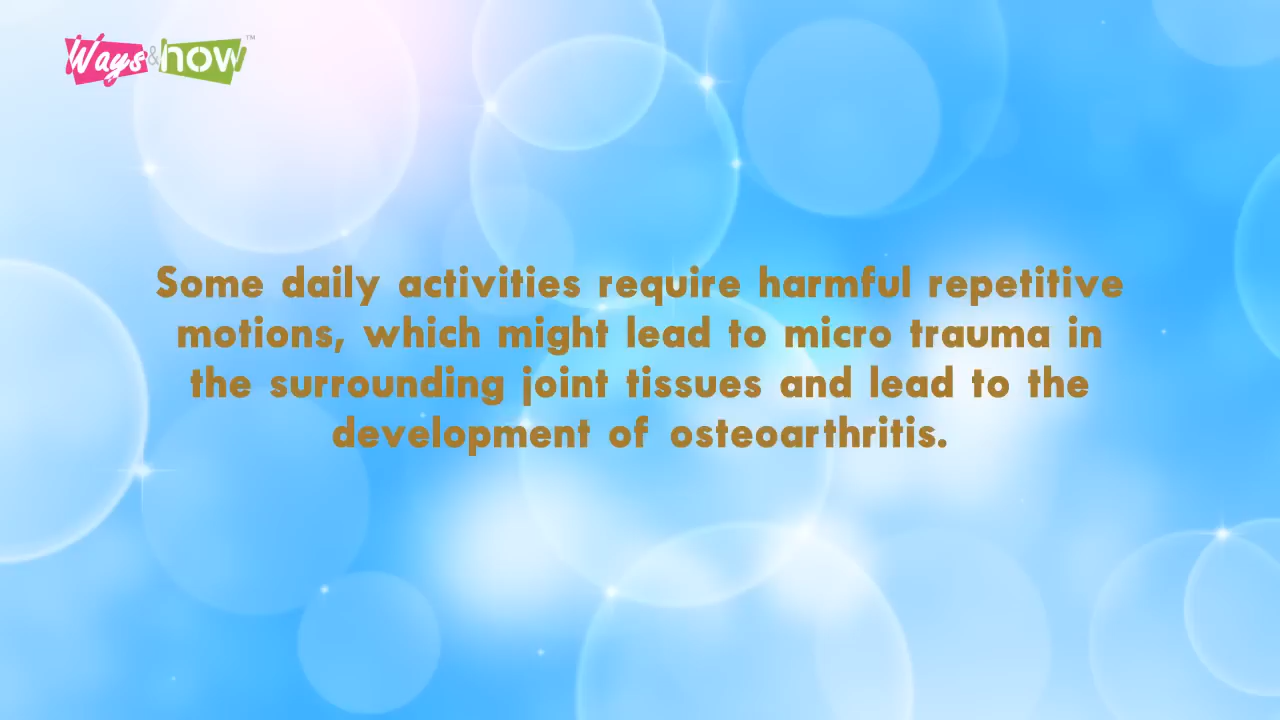 Ways&how™
Some daily activities require harmful repetitive
motions, which might lead to micro trauma in
the surrounding joint tissues and lead to the
development of osteoarthritis.